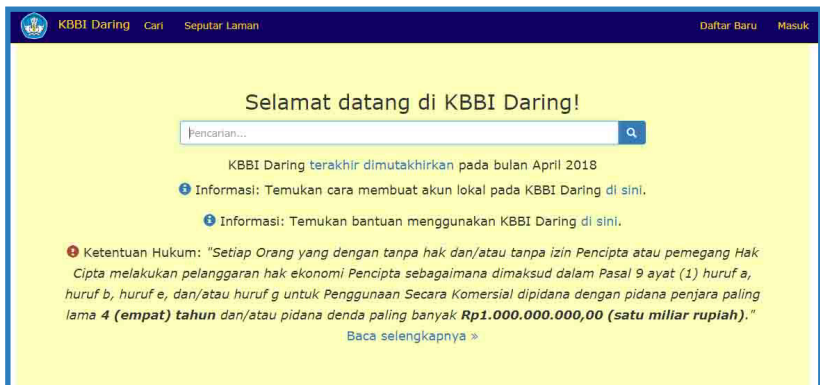 KBBI Daring Cari Seputar Laman Daftar Baru Masuk
Selamat datang di KBBI Daring!
Pencarian...
KBBI Daring terakhir dimutakhirkan pada bulan April 2018
Informasi: Temukan cara membuat akun lokal pada KBBI Daring di sini.
Informasi: Temukan bantuan menggunakan KBBI Daring di sini.
Ketentuan Hukum: "Setiap Orang yang dengan tanpa hak dan/atau tanpa izin Pencipta atau pemegang Hak
Cipta melakukan pelanggaran hak ekonomi Pencipta sebagaimana dimaksud dalam Pasal 9 ayat (1) huruf a,
huruf b, huruf e, dan/atau huruf g untuk Penggunaan Secara Komersial dipidana dengan pidana penjara paling
lama 4 (empat) tahun dan/atau pidana denda paling banyak Rp1.000.000.000,00 (satu miliar rupiah)."
Baca selengkapnya »